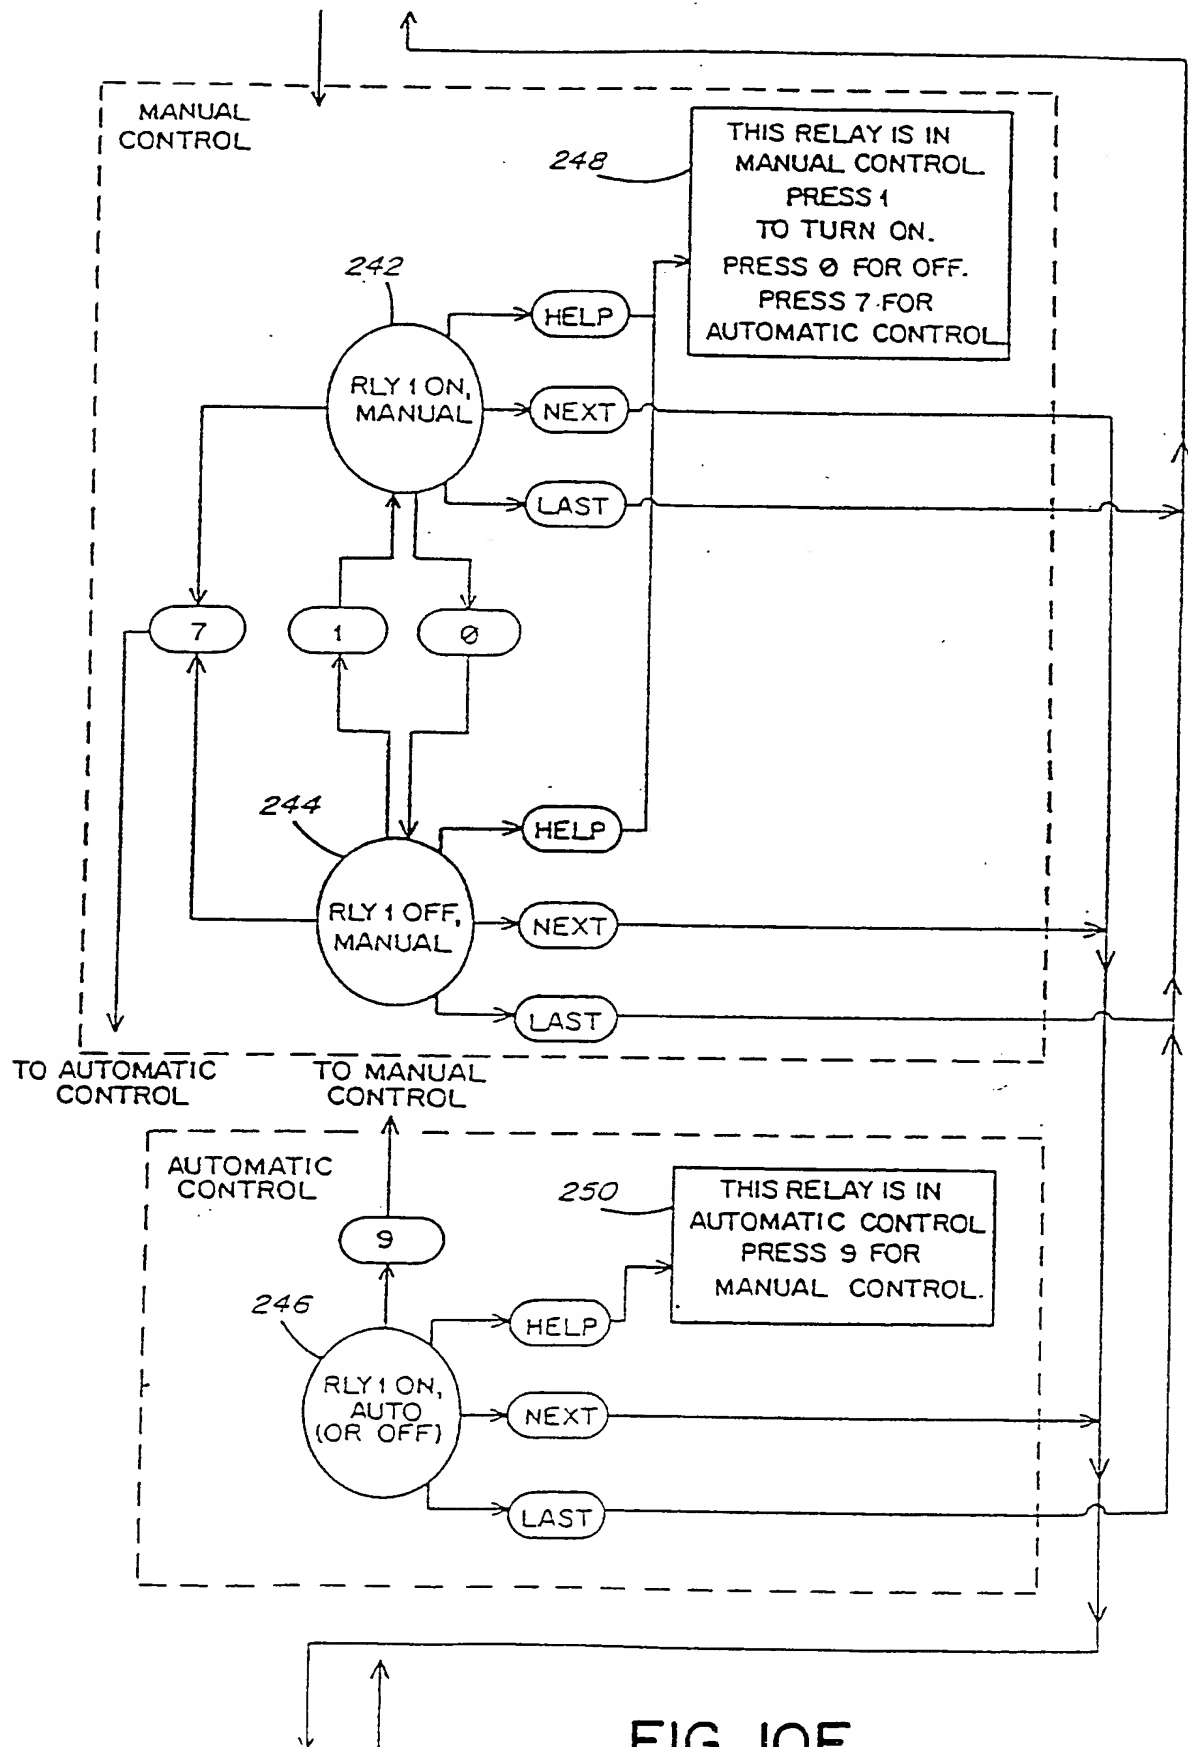 MANUAL
CONTROL
248
THIS RELAY IS IN
MANUAL CONTROL.
PRESS 1
TO TURN ON.
PRESS 0 FOR OFF.
PRESS 7 FOR
AUTOMATIC CONTROL
242
RLY 1 ON,
MANUAL
HELP
NEXT
LAST
7
1
0
244
RLY 1 OFF,
MANUAL
HELP
NEXT
LAST
TO AUTOMATIC
CONTROL
TO MANUAL
CONTROL
AUTOMATIC
CONTROL
9
250
THIS RELAY IS IN
AUTOMATIC CONTROL
PRESS 9 FOR
MANUAL CONTROL.
246
RLY 1 ON,
AUTO
(OR OFF)
HELP
NEXT
LAST